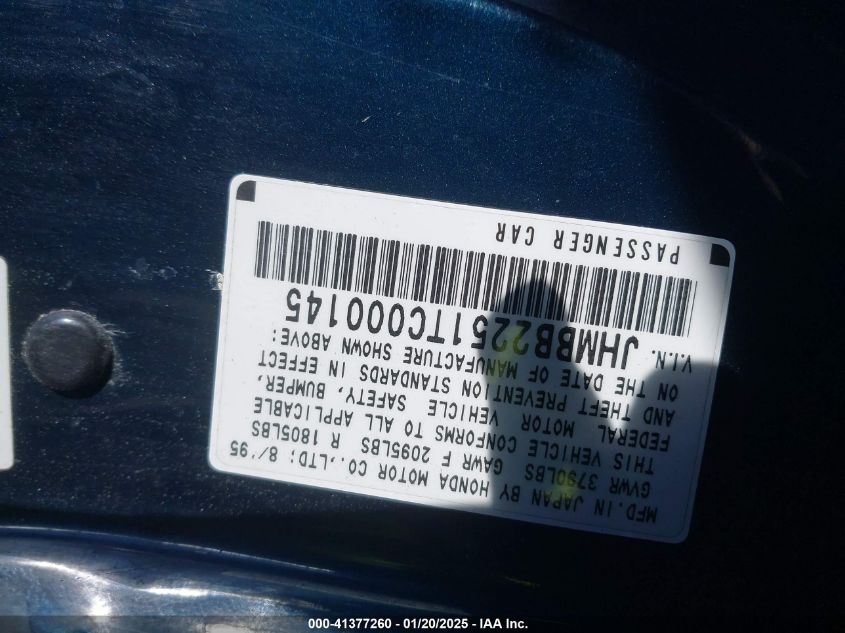 MFD.IN JAPAN BY HONDA MOTOR CO.,LTD; 8/'95
GVWR 3790LBS GAWR F 2095LBS R 1805LBS
THIS VEHICLE CONFORMS TO ALL APPLICABLE
FEDERAL MOTOR VEHICLE SAFETY, BUMPER,
AND THEFT PREVENTION STANDARDS IN EFFECT
ON THE DATE OF MANUFACTURE SHOWN ABOVE:
V.I.N. JHMBB2251TC000145
PASSENGER CAR
000-41377260 - 01/20/2025 - IAA Inc.